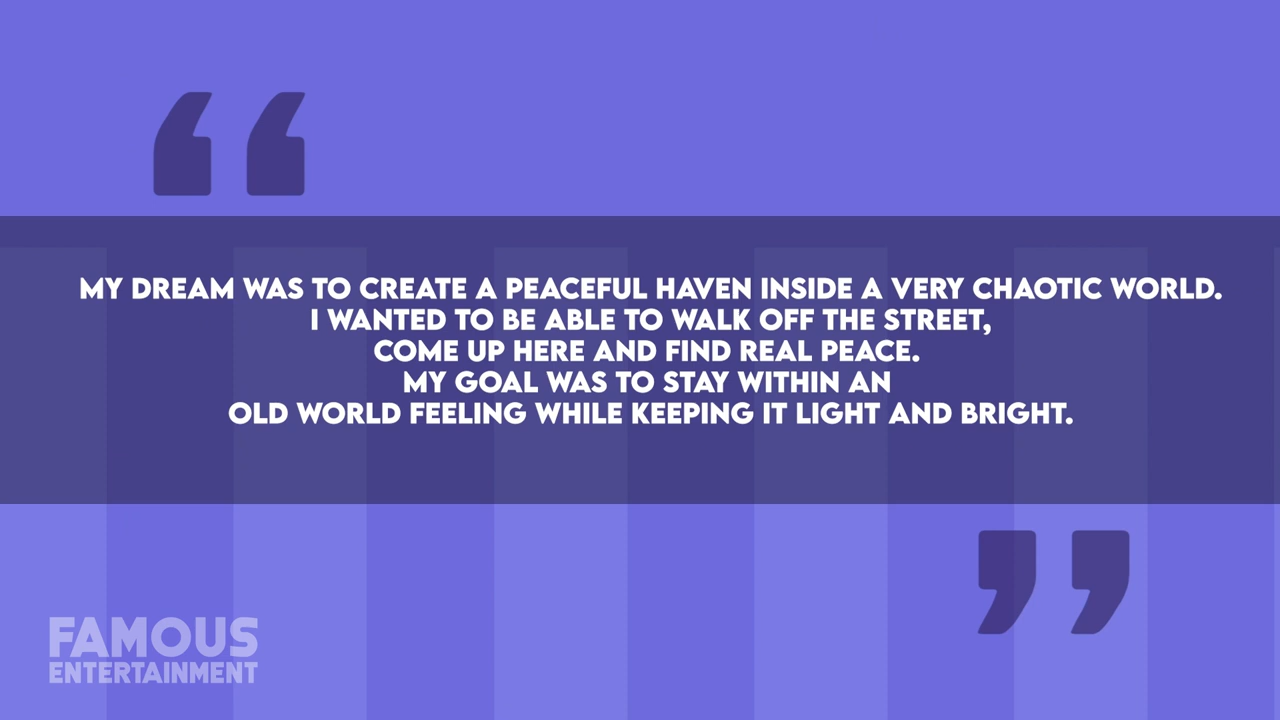 MY DREAM WAS TO CREATE A PEACEFUL HAVEN INSIDE A VERY CHAOTIC WORLD.
I WANTED TO BE ABLE TO WALK OFF THE STREET,
COME UP HERE AND FIND REAL PEACE.
MY GOAL WAS TO STAY WITHIN AN
OLD WORLD FEELING WHILE KEEPING IT LIGHT AND BRIGHT.
FAMOUS
ENTERTAINMENT